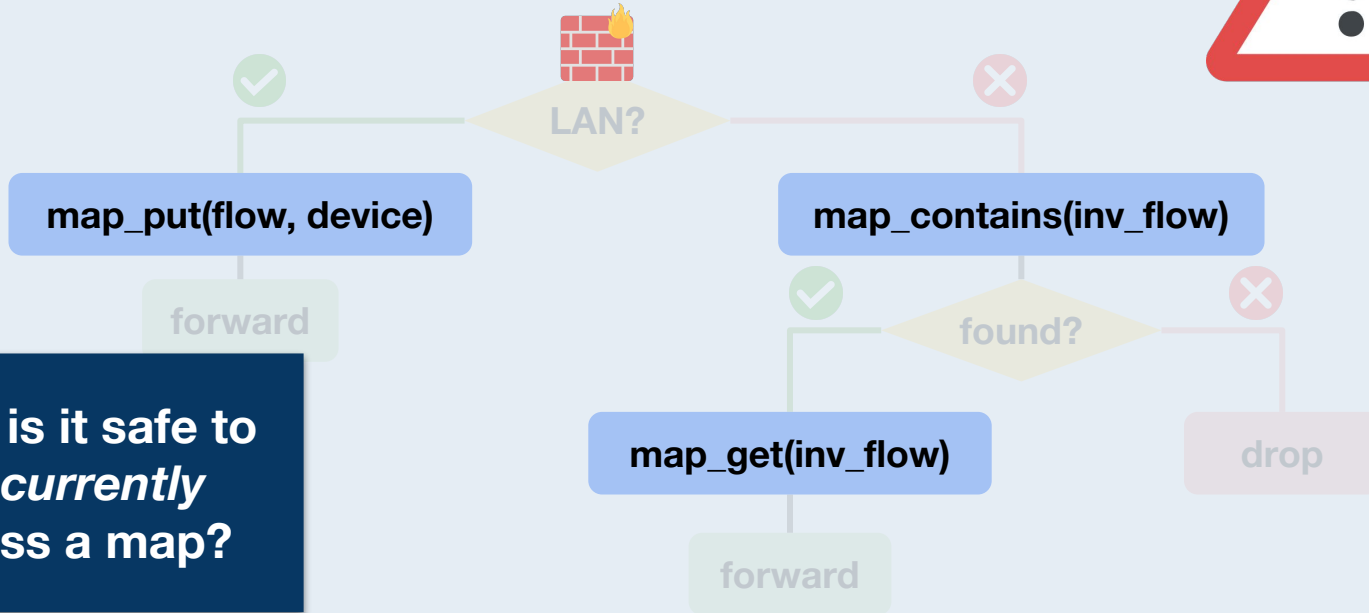 LAN?
map_put(flow, device)
map_contains(inv_flow)
forward
found?
is it safe to
currently
ss a map?
map_get(inv_flow)
drop
forward